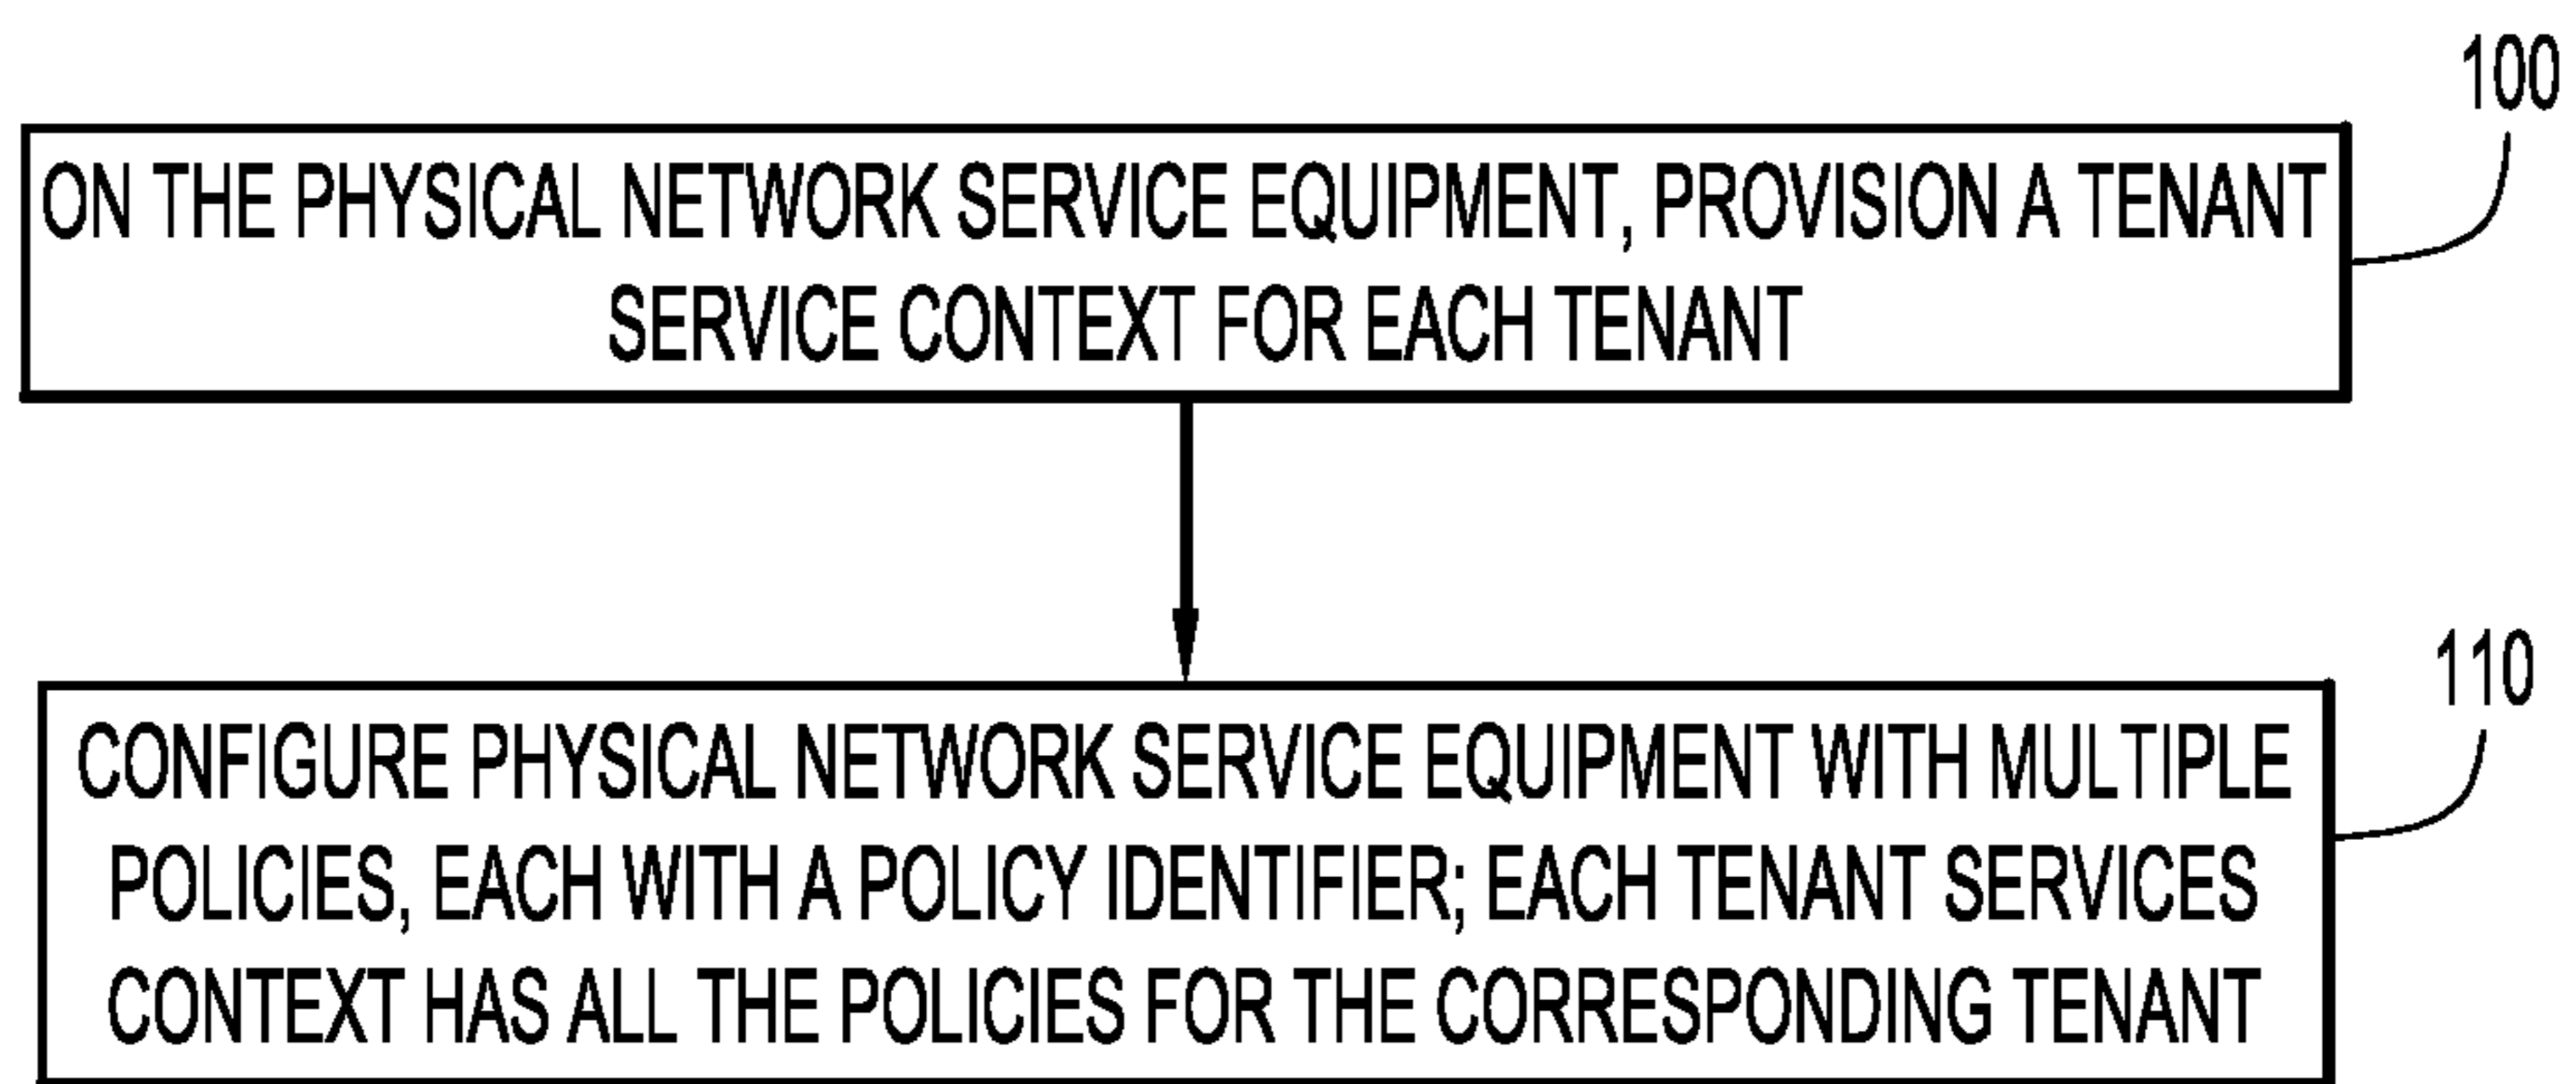 100
ON THE PHYSICAL NETWORK SERVICE EQUIPMENT, PROVISION A TENANT
SERVICE CONTEXT FOR EACH TENANT
110
CONFIGURE PHYSICAL NETWORK SERVICE EQUIPMENT WITH MULTIPLE
POLICIES, EACH WITH A POLICY IDENTIFIER; EACH TENANT SERVICES
CONTEXT HAS ALL THE POLICIES FOR THE CORRESPONDING TENANT